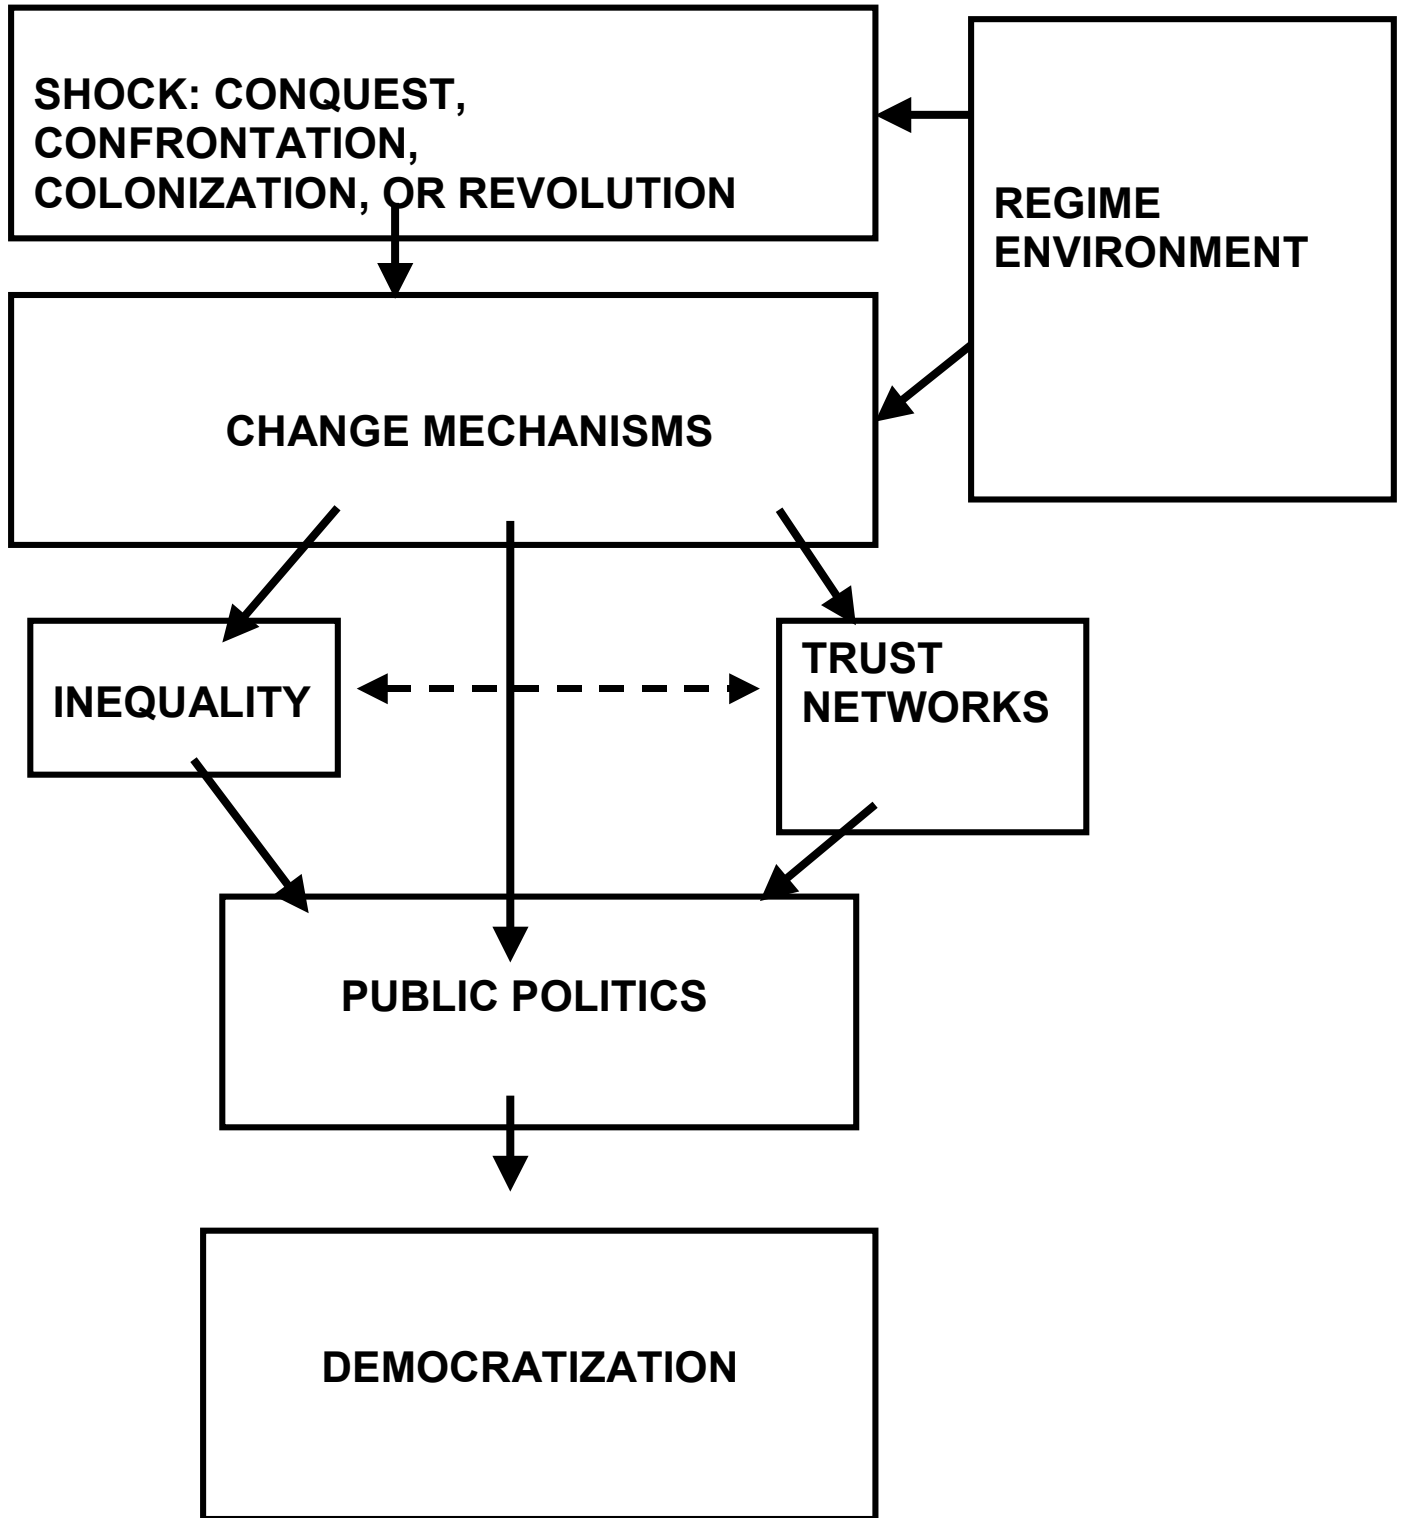 SHOCK: CONQUEST,
CONFRONTATION,
COLONIZATION, OR REVOLUTION
REGIME
ENVIRONMENT
CHANGE MECHANISMS
INEQUALITY
TRUST
NETWORKS
PUBLIC POLITICS
DEMOCRATIZATION